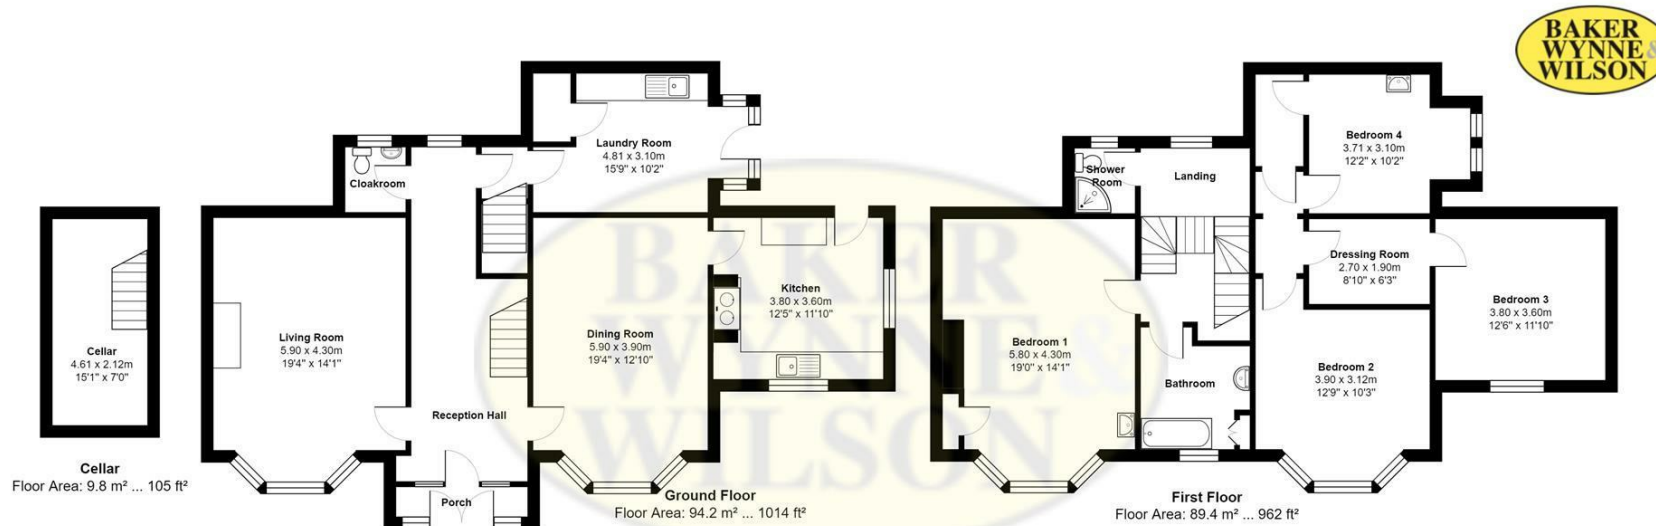 BAKER
WYNNE &
WILSON
Laundry Room
4.81 x 3.10m
15'9" x 10'2"
Cloakroom
Bedroom 4
3.71 x 3.10m
12'2" x 10'2"
Shower
Room
Landing
Cellar
4.61 x 2.12m
15'1" x 7'0"
Living Room
5.90 x 4.30m
19'4" x 14'1"
Dining Room
5.90 x 3.90m
19'4" x 12'10"
Kitchen
3.80 x 3.60m
12'5" x 11'10"
Reception Hall
Porch
Bedroom 1
5.80 x 4.30m
19'0" x 14'1"
Bathroom
Dressing Room
2.70 x 1.90m
8'10" x 6'3"
Bedroom 3
3.80 x 3.60m
12'6" x 11'10"
Bedroom 2
3.90 x 3.12m
12'9" x 10'3"
BAKER
WYNNE &
WILSON
Cellar
Floor Area: 9.8 m² ... 105 ft²
Ground Floor
Floor Area: 94.2 m² ... 1014 ft²
First Floor
Floor Area: 89.4 m² ... 962 ft²